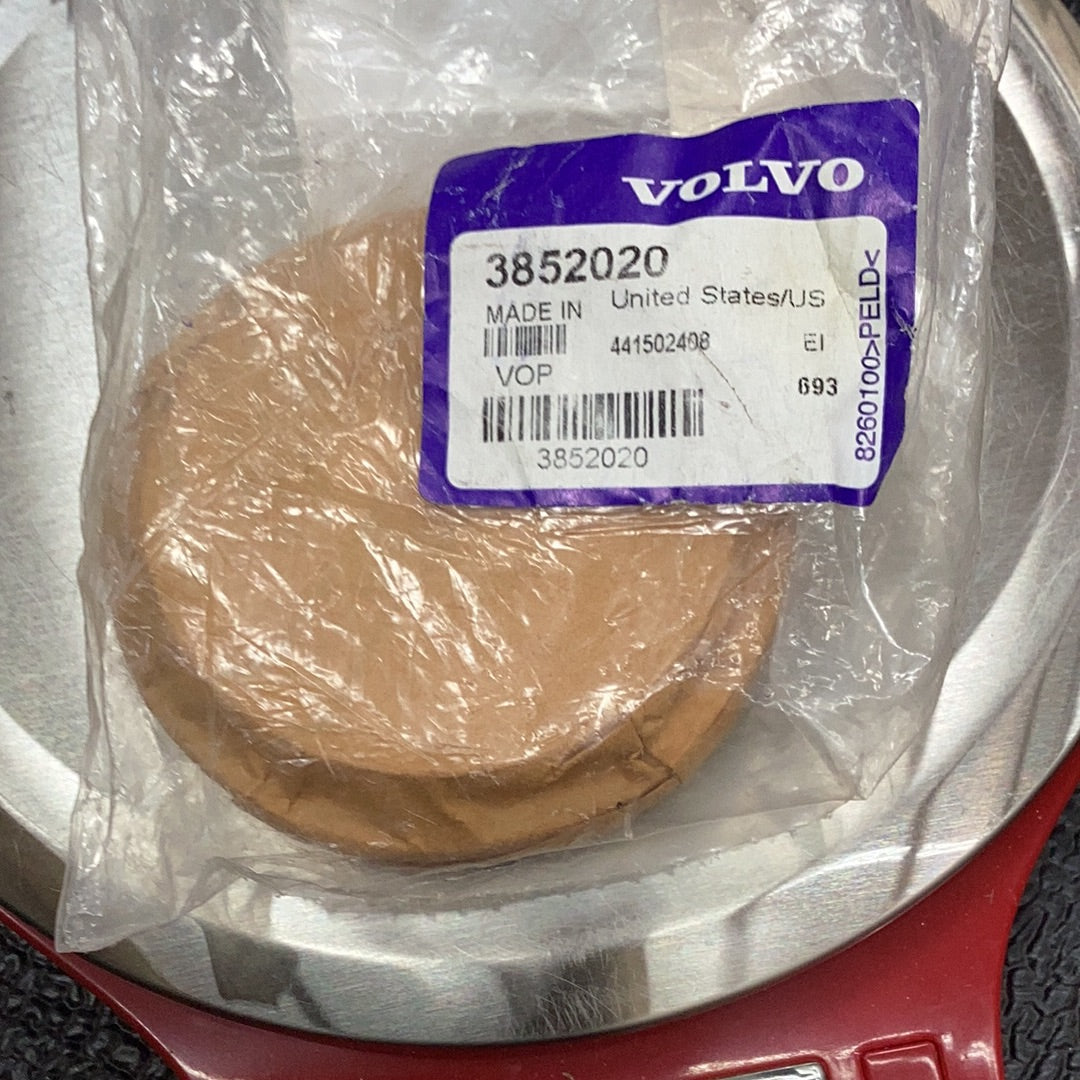 VOLVO
3852020
MADE IN United States/US
441502408 EI
VOP
693
3852020
8260100>PELD<